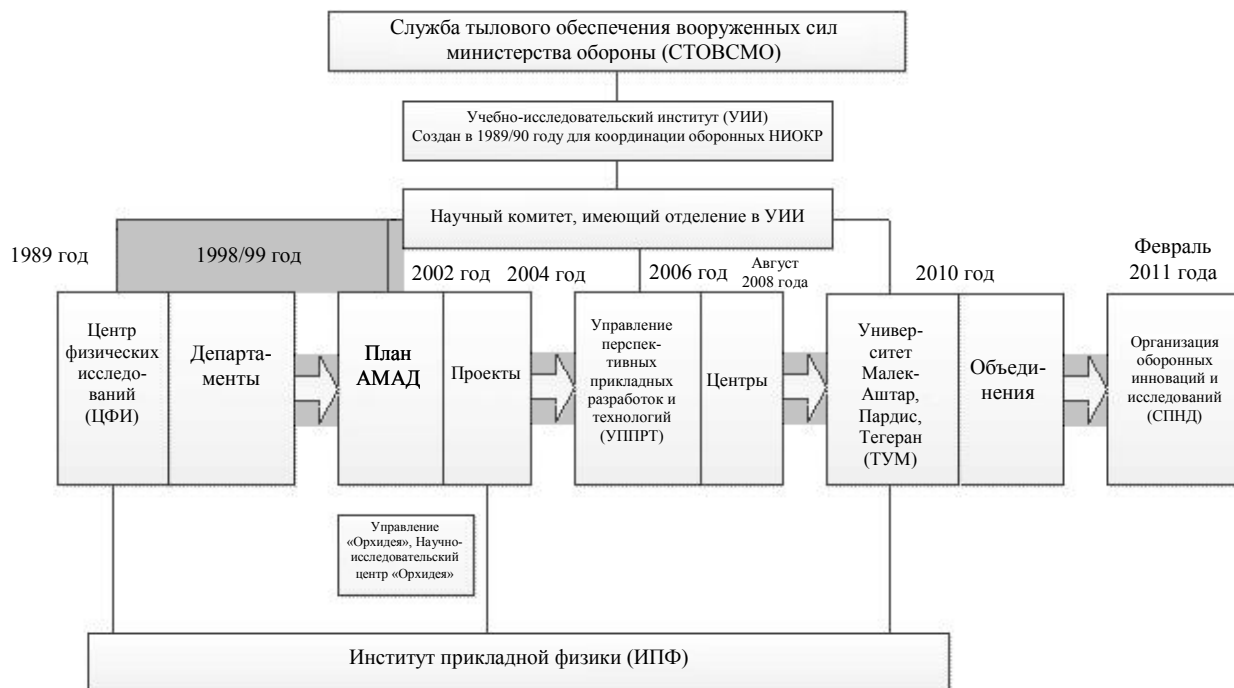 Служба тылового обеспечения вооруженных сил
министерства обороны (СТОВСМО)
Учебно-исследовательский институт (УИИ)
Создан в 1989/90 году для координации оборонных НИОКР
Научный комитет, имеющий отделение в УИИ
1989 год
1998/99 год
2002 год
2004 год
2006 год
Август
2008 года
2010 год
Февраль
2011 года
Центр
физических
исследо-
ваний
(ЦФИ)
Департа-
менты
План
АМАД
Проекты
Управление
перспек-
тивных
прикладных
разработок и
технологий
(УППРТ)
Центры
Универ-
ситет
Малек-
Аштар,
Пардис,
Тегеран
(ТУМ)
Объеди-
нения
Организация
оборонных
инноваций и
исследований
(СПНД)
Управление
«Орхидея», Научно-
исследовательский
центр «Орхидея»
Институт прикладной физики (ИПФ)